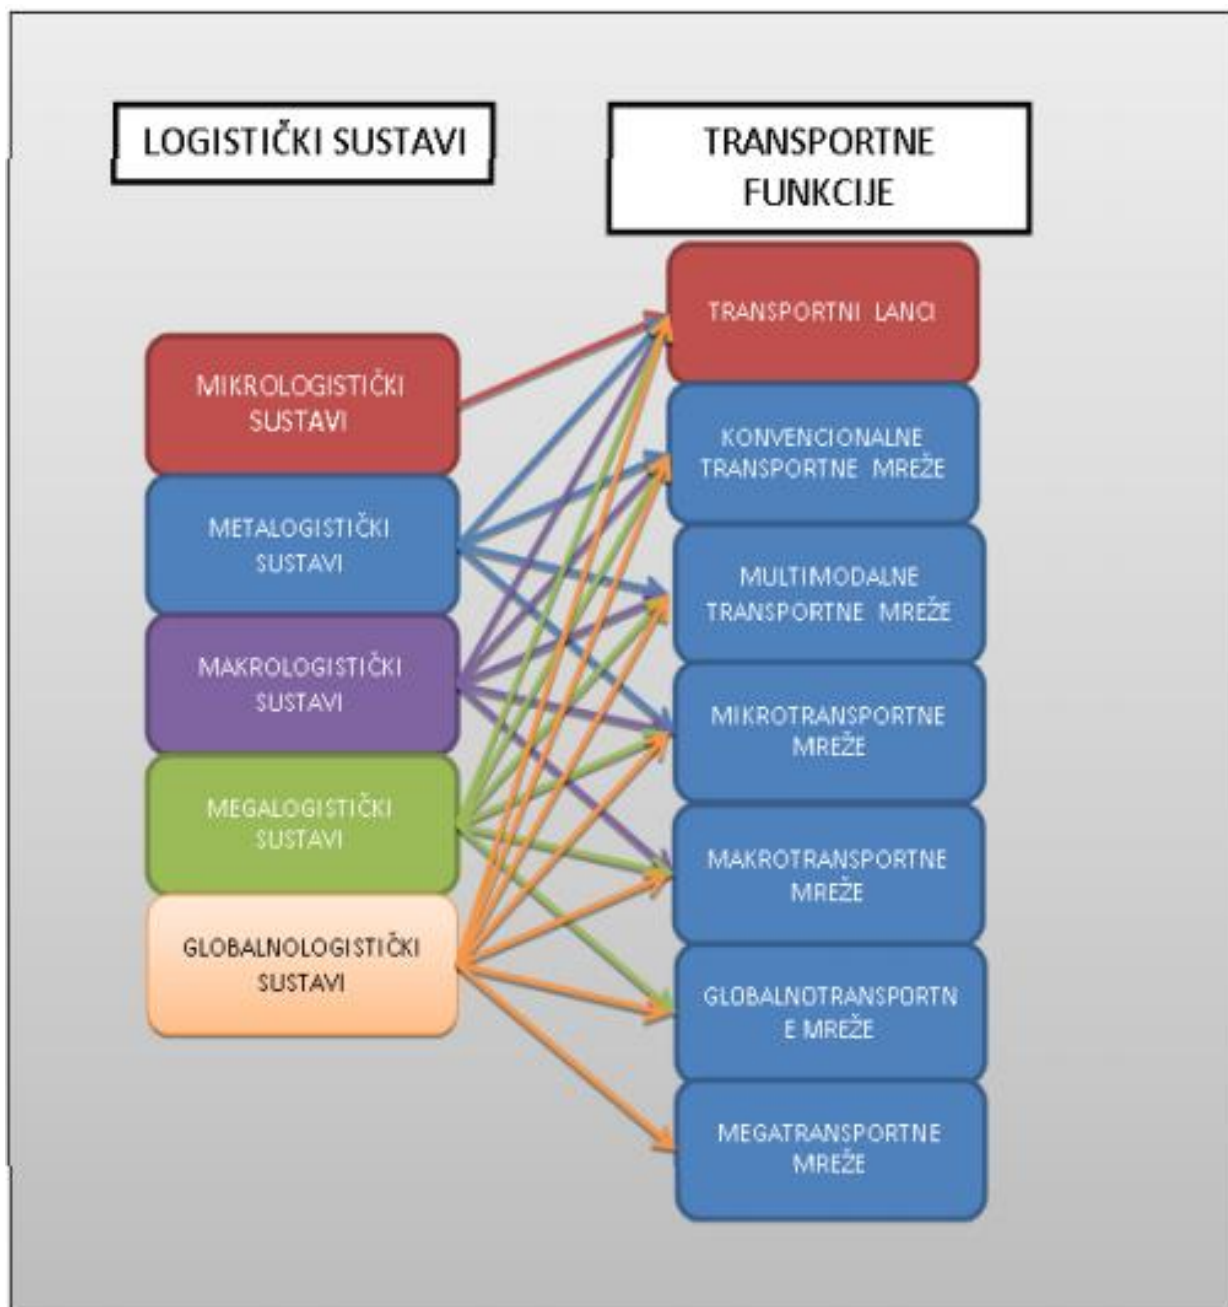 LOGISTIČKI SUSTAVI
TRANSPORTNE
FUNKCIJE
MIKROLOGISTIČKI
SUSTAVI
METALOGISTIČKI
SUSTAVI
MAKROLOGISTIČKI
SUSTAVI
MEGALOGISTIČKI
SUSTAVI
GLOBALNOLOGISTIČKI
SUSTAVI
TRANSPORTNI LANCI
KONVENCIONALNE
TRANSPORTNE MREŽE
MULTIMODALNE
TRANSPORTNE MREŽE
MIKROTRANSPORTNE
MREŽE
MAKROTRANSPORTNE
MREŽE
GLOBALNOTRANSPORTN
E MREŽE
MEGATRANSPORTNE
MREŽE